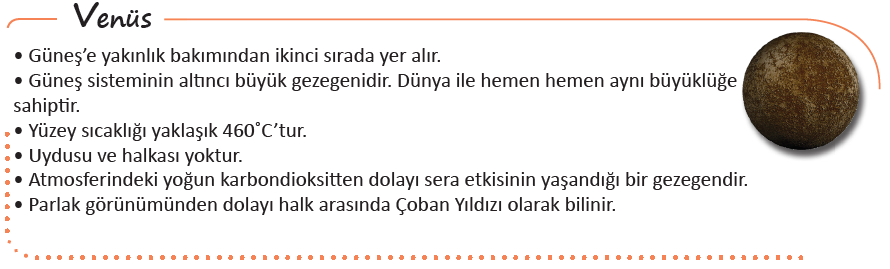 Venüs
• Güneş’e yakınlık bakımından ikinci sırada yer alır.
• Güneş sisteminin altıncı büyük gezegenidir. Dünya ile hemen hemen aynı büyüklüğe
sahiptir.
• Yüzey sıcaklığı yaklaşık 460˚C’tur.
• Uydusu ve halkası yoktur.
• Atmosferindeki yoğun karbondioksitten dolayı sera etkisinin yaşandığı bir gezegendir.
• Parlak görünümünden dolayı halk arasında Çoban Yıldızı olarak bilinir.